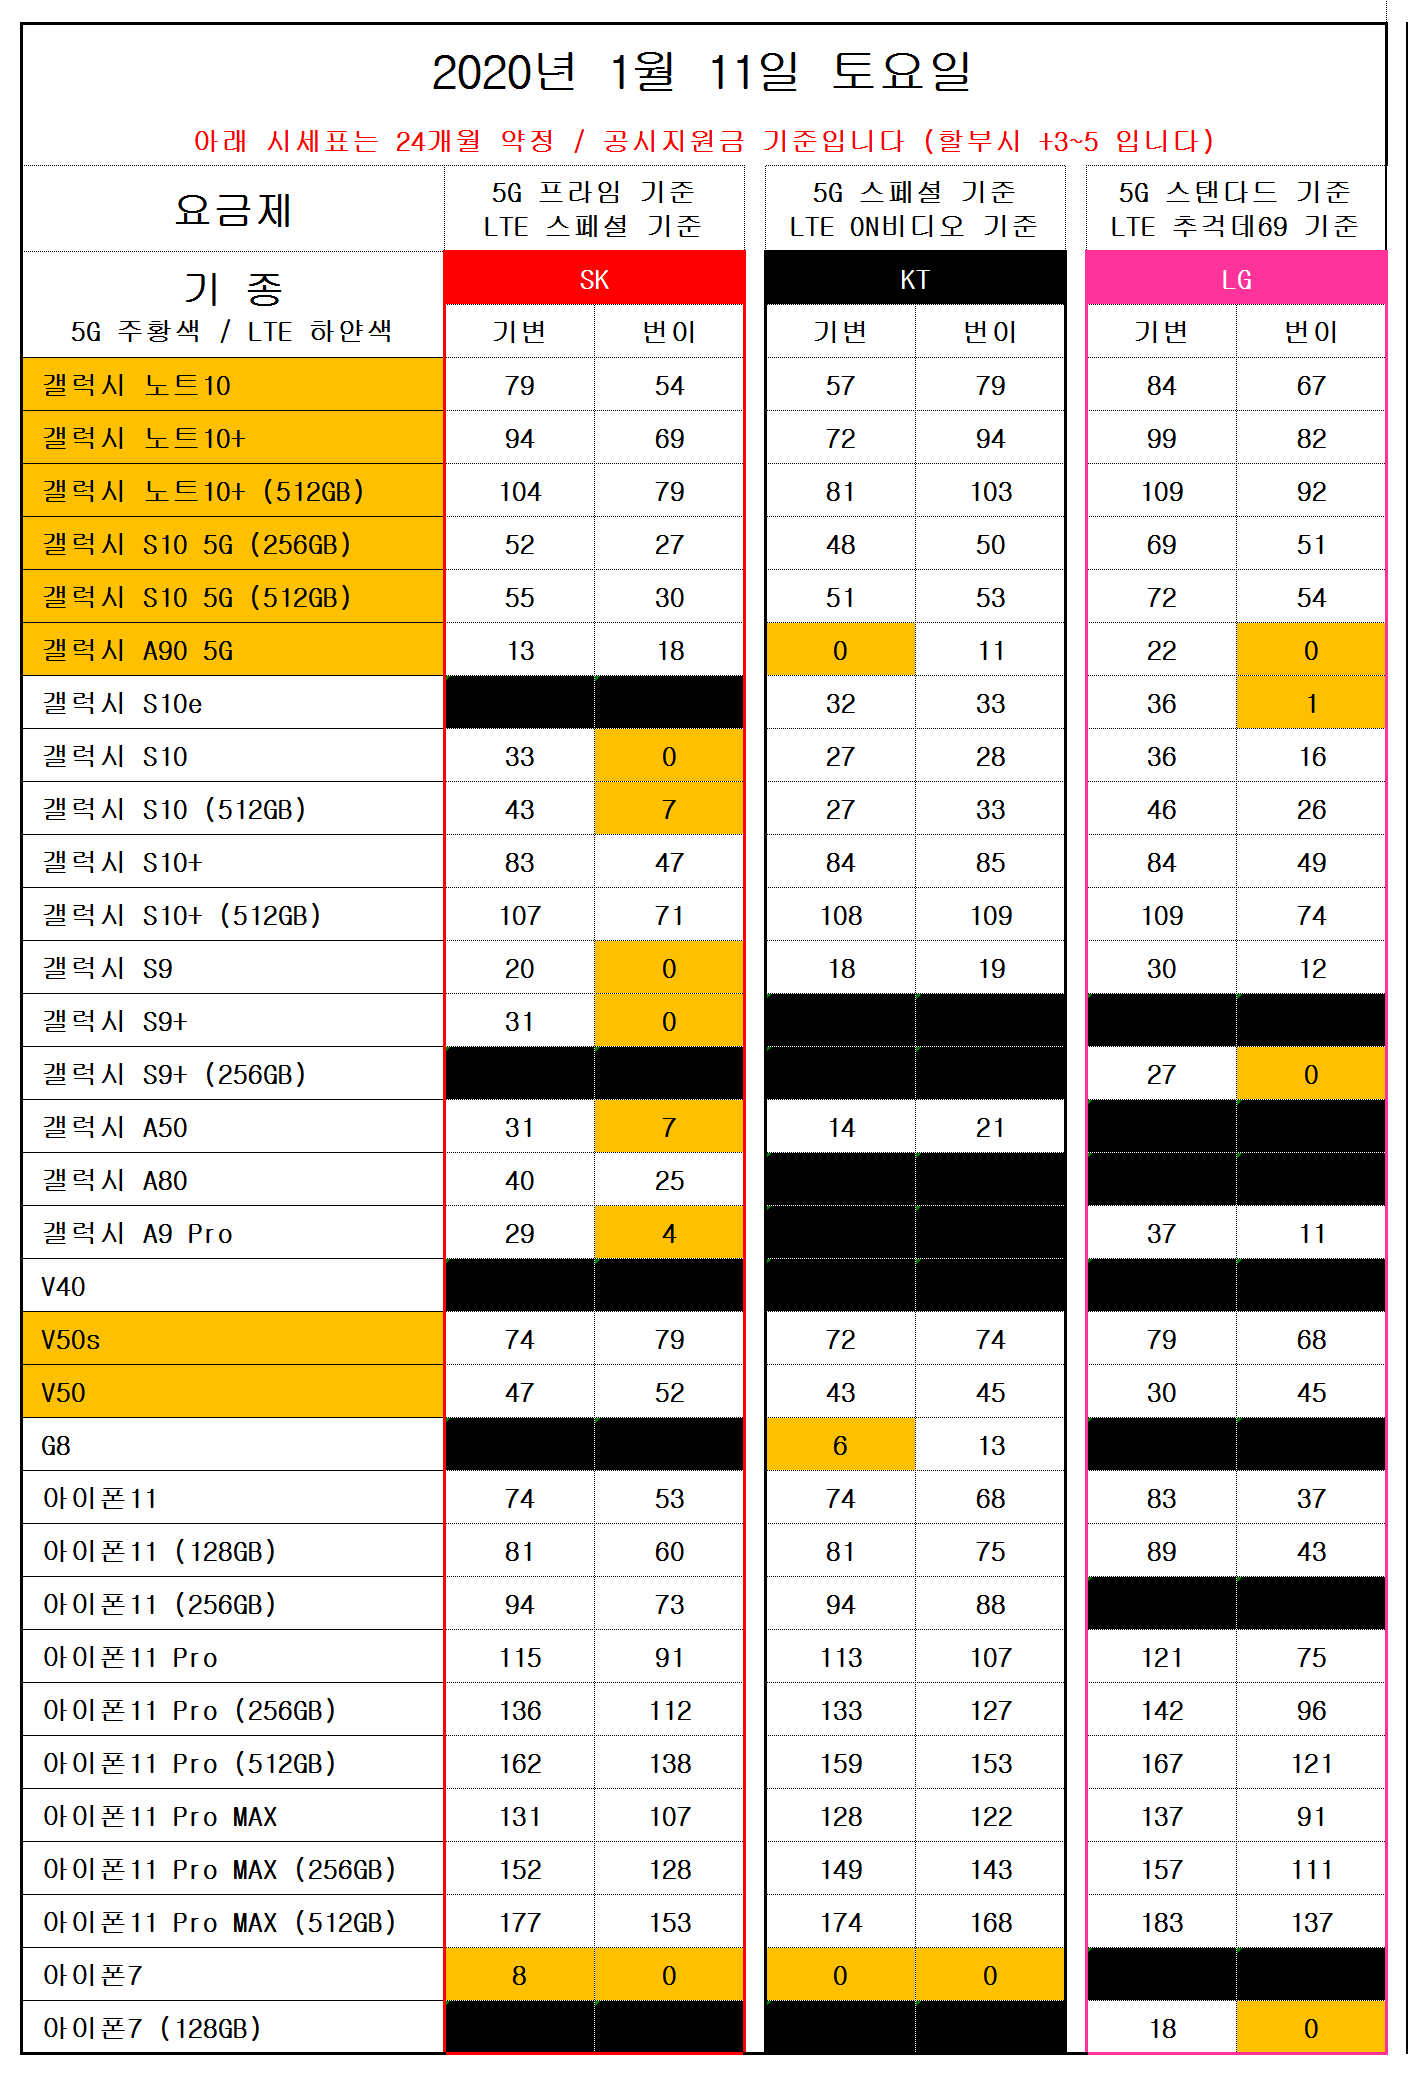 2020년 1월 11일 토요일
아래 시세표는 24개월 약정 / 공시지원금 기준입니다 (할부시 +3~5 입니다)
요금제
5G 프라임 기준
LTE 스페셜 기준
5G 스페셜 기준
LTE ON비디오 기준
5G 스탠다드 기준
LTE 추걱데69 기준
기 종
5G 주황색 / LTE 하얀색
SK KT LG
기변 번이 기변 번이 기변 번이
갤럭시 노트10 79 54 57 79 84 67
갤럭시 노트10+ 94 69 72 94 99 82
갤럭시 노트10+ (512GB) 104 79 81 103 109 92
갤럭시 S10 5G (256GB) 52 27 48 50 69 51
갤럭시 S10 5G (512GB) 55 30 51 53 72 54
갤럭시 A90 5G 13 18 0 11 22 0
갤럭시 S10e 32 33 36 1
갤럭시 S10 33 0 27 28 36 16
갤럭시 S10 (512GB) 43 7 27 33 46 26
갤럭시 S10+ 83 47 84 85 84 49
갤럭시 S10+ (512GB) 107 71 108 109 109 74
갤럭시 S9 20 0 18 19 30 12
갤럭시 S9+ 31 0
갤럭시 S9+ (256GB) 27 0
갤럭시 A50 31 7 14 21
갤럭시 A80 40 25
갤럭시 A9 Pro 29 4 37 11
V40
V50s 74 79 72 74 79 68
V50 47 52 43 45 30 45
G8 6 13
아이폰11 74 53 74 68 83 37
아이폰11 (128GB) 81 60 81 75 89 43
아이폰11 (256GB) 94 73 94 88
아이폰11 Pro 115 91 113 107 121 75
아이폰11 Pro (256GB) 136 112 133 127 142 96
아이폰11 Pro (512GB) 162 138 159 153 167 121
아이폰11 Pro MAX 131 107 128 122 137 91
아이폰11 Pro MAX (256GB) 152 128 149 143 157 111
아이폰11 Pro MAX (512GB) 177 153 174 168 183 137
아이폰7 8 0 0 0
아이폰7 (128GB) 18 0